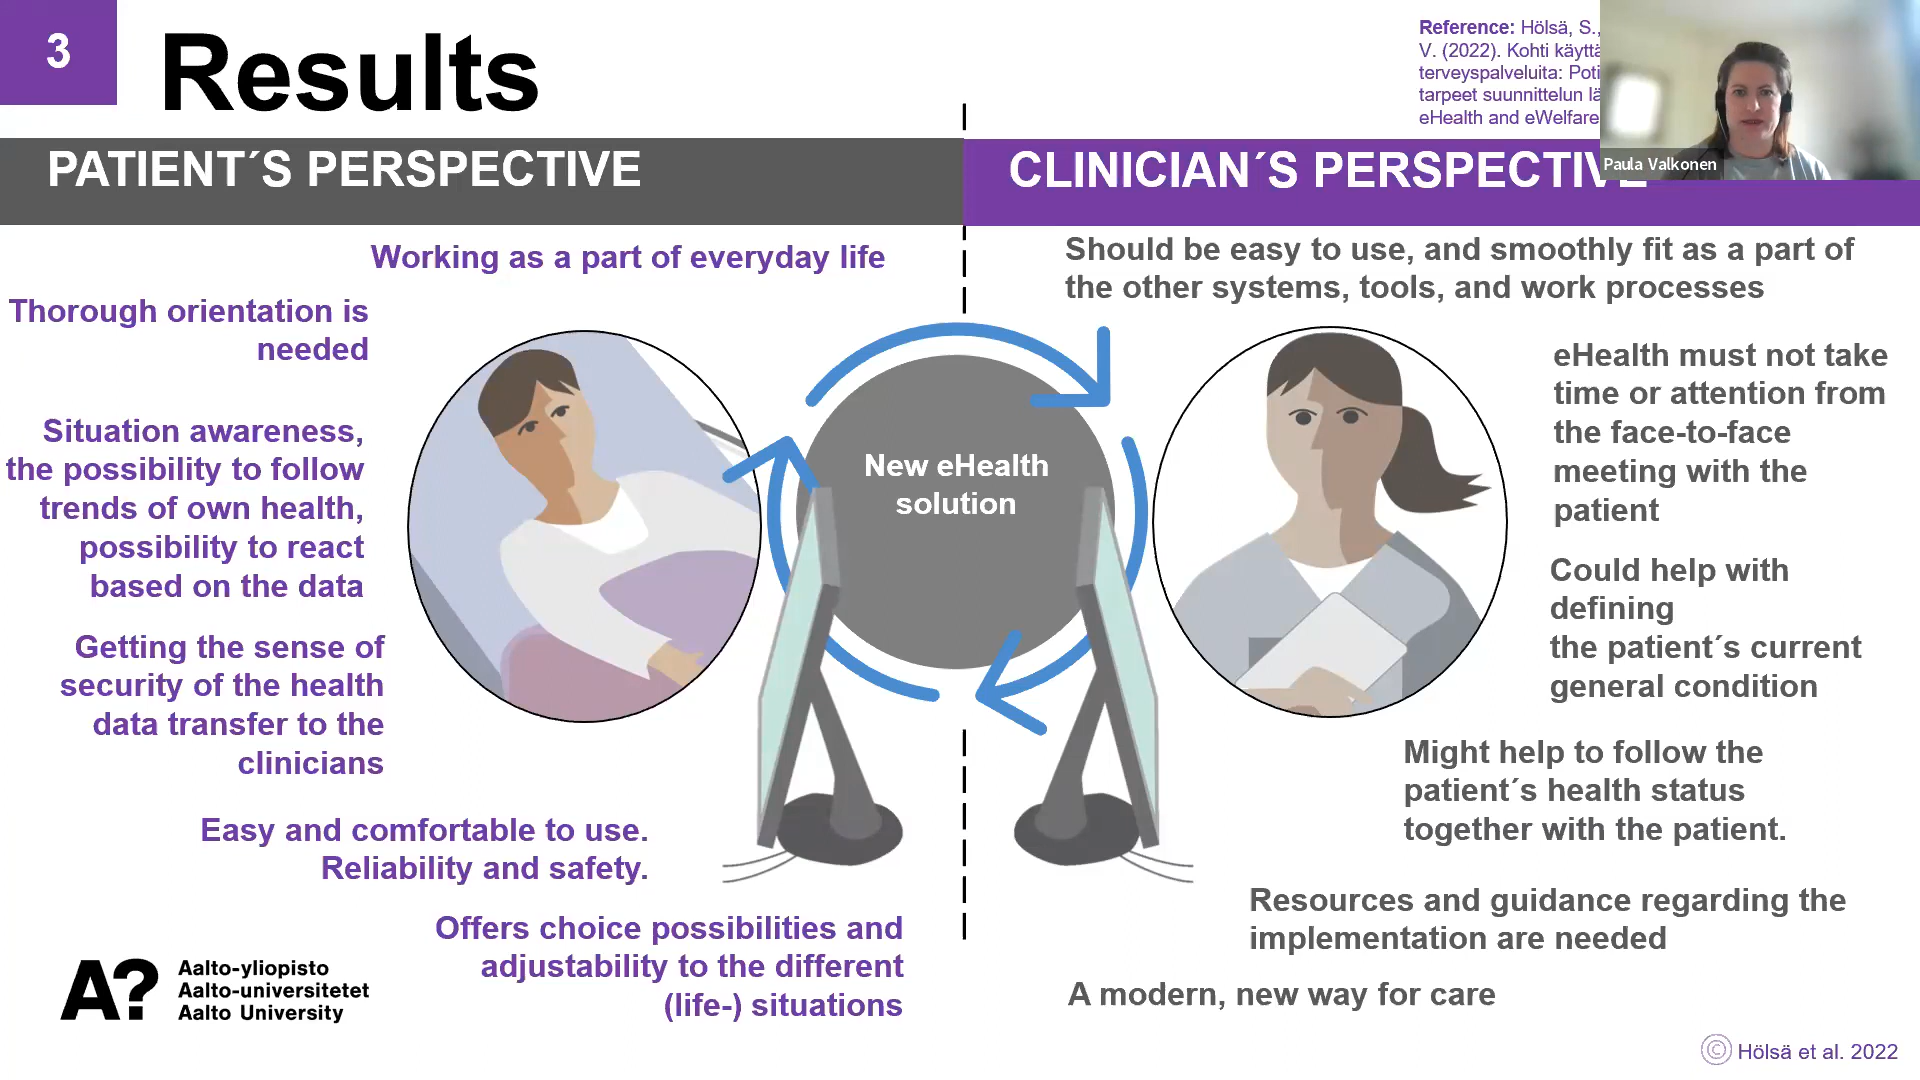 3
Results
Reference: Hölsä, S.,
V. (2022). Kohti
terveyspalveluita:
tarpeet suunnittelun
eHealth and eWelfare
Paula Valkonen
PATIENT´S PERSPECTIVE
CLINICIAN´S PERSPECTIVE
Working as a part of everyday life
Thorough orientation is
needed
Situation awareness,
the possibility to follow
trends of own health,
possibility to react
based on the data
Getting the sense of
security of the health
data transfer to the
clinicians
Easy and comfortable to use.
Reliability and safety.
Offers choice possibilities and
adjustability to the different
(life-) situations
New eHealth
solution
Should be easy to use, and smoothly fit as a part of
the other systems, tools, and work processes
eHealth must not take
time or attention from
the face-to-face
meeting with the
patient
Could help with
defining
the patient´s current
general condition
Might help to follow the
patient´s health status
together with the patient.
Resources and guidance regarding the
implementation are needed
A modern, new way for care
A?
Aalto-yliopisto
Aalto-universitetet
Aalto University
© Hölsä et al. 2022